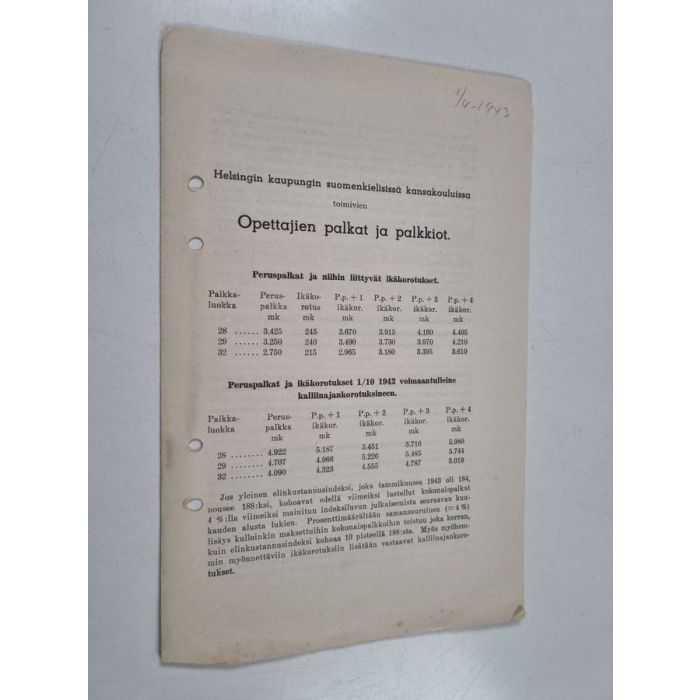 1/4-1943
Helsingin kaupungin suomenkielisissä kansakouluissa
toimivien
Opettajien palkat ja palkkiot.
Peruspalkat ja niihin liittyvät ikäkorotukset.
Palkka- Perus- Ikäko- P.p. + 1 P.p. + 2 P.p. + 3 P.p. + 4
luokka palkka rotus ikäkor. ikäkor. ikäkor. ikäkor.
mk mk mk mk mk mk
28 ...... 3.425 245 3.670 3.915 4.160 4.405
29 ...... 3.250 240 3.490 3.730 3.970 4.210
32 ...... 2.750 215 2.965 3.180 3.395 3.610
Peruspalkat ja ikäkorotukset 1/10 1942 voimaantulleine
kalliinajankorotuksineen.
Palkka- Perus- P.p. + 1 P.p. + 2 P.p. + 3 P.p. + 4
luokka palkka ikäkor. ikäkor. ikäkor. ikäkor.
mk mk mk mk mk
28 ........ 4.922 5.187 5.451 5.716 5.980
29 ........ 4.707 4.966 5.226 5.485 5.744
32 ........ 4.090 4.323 4.555 4.787 5.019
Jos yleinen elinkustannusindeksi, joka tammikuussa 1943 oli 184,
nousee 188:ksi, kohoavat edellä viimeksi luetellut kokonaispalkat
4 %:lla viimeksi mainitun indeksiluvun julkaisemista seuraavan kuu-
kauden alusta lukien. Prosenttimäärältään samansuuruinen (= 4 %)
lisäys kulloinkin maksettuihin kokonaispalkkoihin toistuu joka kerran,
kuin elinkustannusindeksi kohoaa 10 pisteellä 188:sta. Myös myöhem-
min myönnettäviin ikäkorotuksiin lisätään vastaavat kalliinajankoro-
tukset.